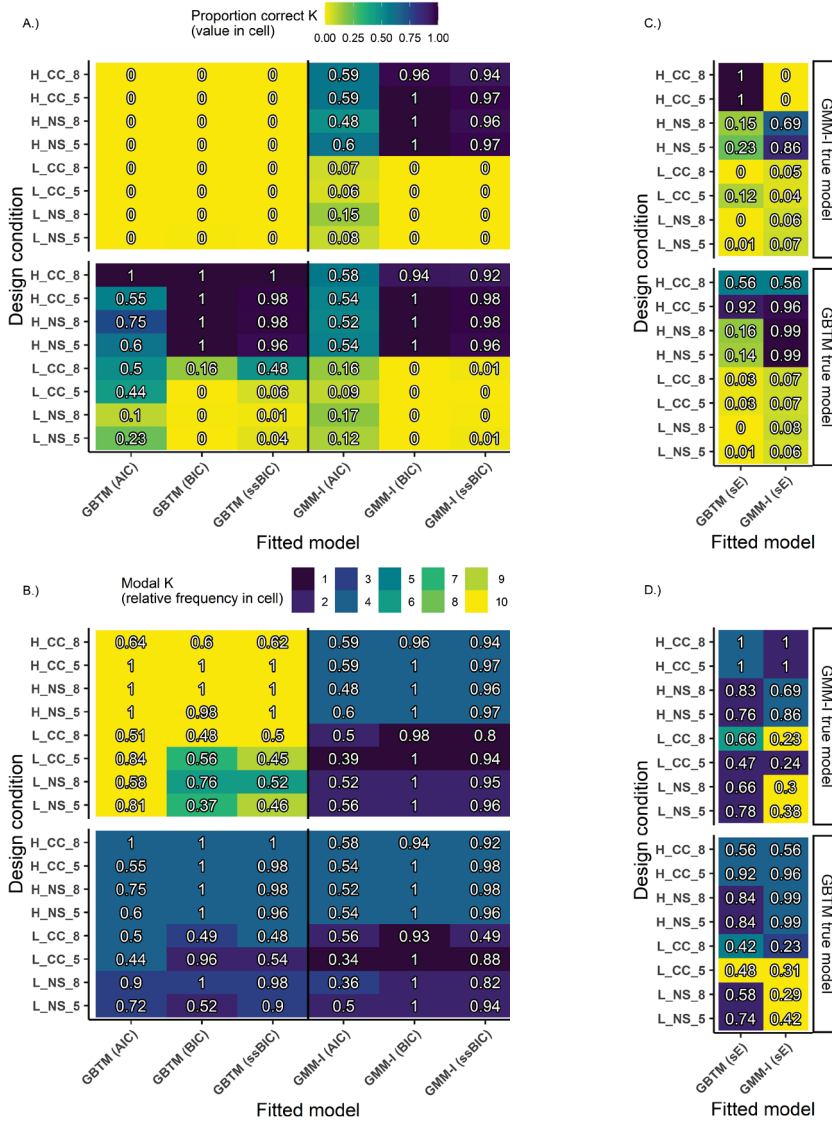 A.)
Proportion correct K
(value in cell)
0.00 0.25 0.50 0.75 1.00
Design condition
H_CC_8 0 0 0 0.59 0.96 0.94
H_CC_5 0 0 0 0.59 1 0.97
H_NS_8 0 0 0 0.48 1 0.96
H_NS_5 0 0 0 0.6 1 0.97
L_CC_8 0 0 0 0.07 0 0
L_CC_5 0 0 0 0.06 0 0
L_NS_8 0 0 0 0.15 0 0
L_NS_5 0 0 0 0.08 0 0
H_CC_8 1 1 1 0.58 0.94 0.92
H_CC_5 0.55 1 0.98 0.54 1 0.98
H_NS_8 0.75 1 0.98 0.52 1 0.98
H_NS_5 0.6 1 0.96 0.54 1 0.96
L_CC_8 0.5 0.16 0.48 0.16 0 0.01
L_CC_5 0.44 0 0.06 0.09 0 0
L_NS_8 0.1 0 0.01 0.17 0 0
L_NS_5 0.23 0 0.04 0.12 0 0.01
GBTM (AIC) GBTM (BIC) GBTM (ssBIC) GMM-I (AIC) GMM-I (BIC) GMM-I (ssBIC)
Fitted model
C.)
Design condition
H_CC_8 1 0
H_CC_5 1 0
H_NS_8 0.15 0.69
H_NS_5 0.23 0.86
L_CC_8 0 0.05
L_CC_5 0.12 0.04
L_NS_8 0 0.06
L_NS_5 0.01 0.07
GMM-I true model
H_CC_8 0.56 0.56
H_CC_5 0.92 0.96
H_NS_8 0.16 0.99
H_NS_5 0.14 0.99
L_CC_8 0.03 0.07
L_CC_5 0.03 0.07
L_NS_8 0 0.08
L_NS_5 0.01 0.06
GBTM true model
GBTM (sE) GMM-I (sE)
Fitted model
B.)
Modal K
(relative frequency in cell)
1 3 5 7 9
2 4 6 8 10
Design condition
H_CC_8 0.64 0.6 0.62 0.59 0.96 0.94
H_CC_5 1 1 1 0.59 1 0.97
H_NS_8 1 1 1 0.48 1 0.96
H_NS_5 1 0.98 1 0.6 1 0.97
L_CC_8 0.51 0.48 0.5 0.5 0.98 0.8
L_CC_5 0.84 0.56 0.45 0.39 1 0.94
L_NS_8 0.58 0.76 0.52 0.52 1 0.95
L_NS_5 0.81 0.37 0.46 0.56 1 0.96
H_CC_8 1 1 1 0.58 0.94 0.92
H_CC_5 0.55 1 0.98 0.54 1 0.98
H_NS_8 0.75 1 0.98 0.52 1 0.98
H_NS_5 0.6 1 0.96 0.54 1 0.96
L_CC_8 0.5 0.49 0.48 0.56 0.93 0.49
L_CC_5 0.44 0.96 0.54 0.34 1 0.88
L_NS_8 0.9 1 0.98 0.36 1 0.82
L_NS_5 0.72 0.52 0.9 0.5 1 0.94
GBTM (AIC) GBTM (BIC) GBTM (ssBIC) GMM-I (AIC) GMM-I (BIC) GMM-I (ssBIC)
Fitted model
D.)
Design condition
H_CC_8 1 1
H_CC_5 1 1
H_NS_8 0.83 0.69
H_NS_5 0.76 0.86
L_CC_8 0.66 0.23
L_CC_5 0.47 0.24
L_NS_8 0.66 0.3
L_NS_5 0.78 0.38
GMM-I true model
H_CC_8 0.56 0.56
H_CC_5 0.92 0.96
H_NS_8 0.84 0.99
H_NS_5 0.84 0.99
L_CC_8 0.42 0.23
L_CC_5 0.48 0.31
L_NS_8 0.58 0.29
L_NS_5 0.74 0.42
GBTM true model
GBTM (sE) GMM-I (sE)
Fitted model